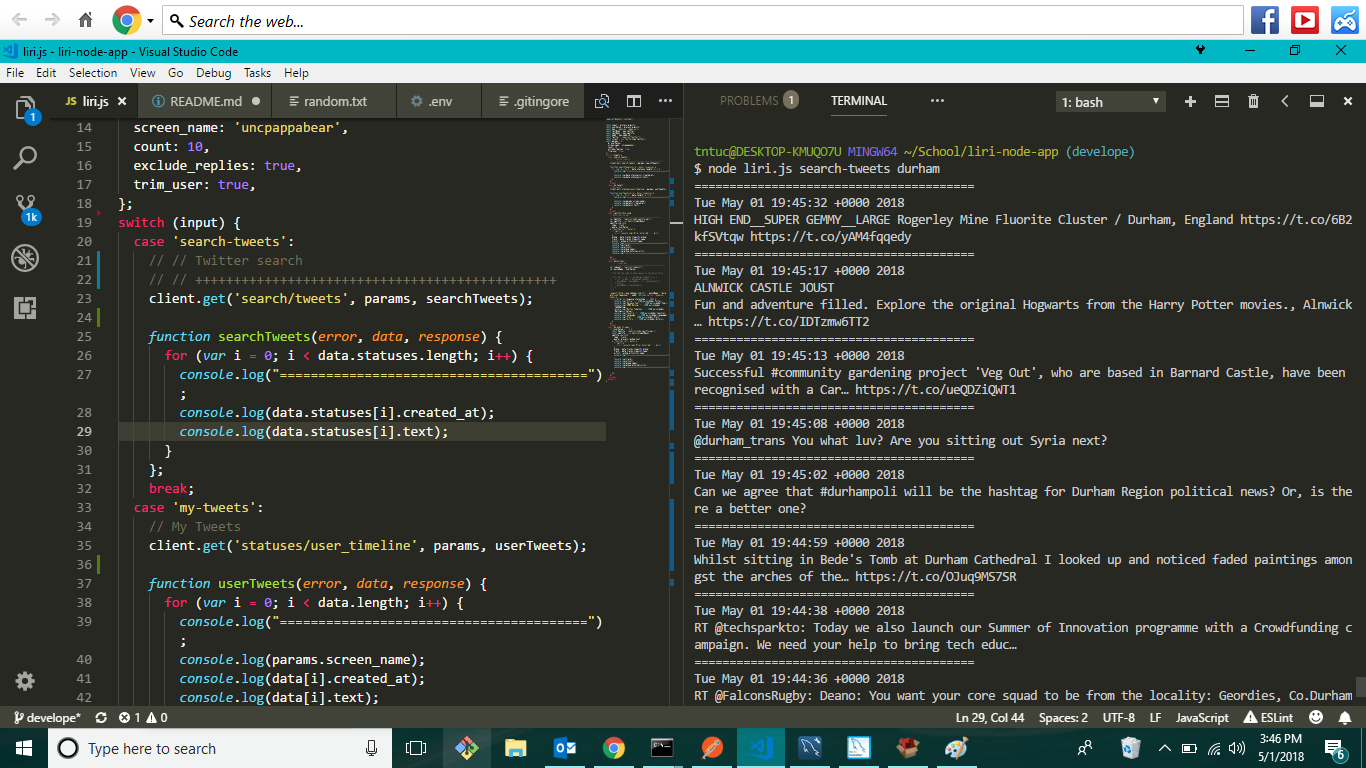 Search the web...
liri.js - liri-node-app - Visual Studio Code
File Edit Selection View Go Debug Tasks Help
JS liri.js README.md random.txt .env .gitingore
PROBLEMS 1 TERMINAL 1: bash
1
1k
14 screen_name: 'uncpappabear',
15 count: 10,
16 exclude_replies: true,
17 trim_user: true,
18 };
19 switch (input) {
20 case 'search-tweets':
21 // // Twitter search
22 // // +++++++++++++++++++++++++++++++++++++++++++++++
23 client.get('search/tweets', params, searchTweets);
24
25 function searchTweets(error, data, response) {
26 for (var i = 0; i < data.statuses.length; i++) {
27 console.log("========================================")
;
28 console.log(data.statuses[i].created_at);
29 console.log(data.statuses[i].text);
30 }
31 };
32 break;
33 case 'my-tweets':
34 // My Tweets
35 client.get('statuses/user_timeline', params, userTweets);
36
37 function userTweets(error, data, response) {
38 for (var i = 0; i < data.length; i++) {
39 console.log("========================================")
;
40 console.log(params.screen_name);
41 console.log(data[i].created_at);
42 console.log(data[i].text);
tntuc@DESKTOP-KMUQO7U MINGW64 ~/School/liri-node-app (develope)
$ node liri.js search-tweets durham
========================================
Tue May 01 19:45:32 +0000 2018
HIGH END__SUPER GEMMY__LARGE Rogerley Mine Fluorite Cluster / Durham, England https://t.co/6B2
kfSVtqw https://t.co/yAM4fqqedy
========================================
Tue May 01 19:45:17 +0000 2018
ALNWICK CASTLE JOUST
Fun and adventure filled. Explore the original Hogwarts from the Harry Potter movies., Alnwick
… https://t.co/IDTzmw6TT2
========================================
Tue May 01 19:45:13 +0000 2018
Successful #community gardening project 'Veg Out', who are based in Barnard Castle, have been
recognised with a Car… https://t.co/ueQDZiQWT1
========================================
Tue May 01 19:45:08 +0000 2018
@durham_trans You what luv? Are you sitting out Syria next?
========================================
Tue May 01 19:45:02 +0000 2018
Can we agree that #durhampoli will be the hashtag for Durham Region political news? Or, is the
re a better one?
========================================
Tue May 01 19:44:59 +0000 2018
Whilst sitting in Bede's Tomb at Durham Cathedral I looked up and noticed faded paintings amon
gst the arches of the… https://t.co/OJuq9MS7SR
========================================
Tue May 01 19:44:38 +0000 2018
RT @techsparkto: Today we also launch our Summer of Innovation programme with a Crowdfunding c
ampaign. We need your help to bring tech educ…
========================================
Tue May 01 19:44:36 +0000 2018
RT @FalconsRugby: Deano: You want your core squad to be from the locality: Geordies, Co.Durham
develope* 1 0 Ln 29, Col 44 Spaces: 2 UTF-8 LF JavaScript ESLint
Type here to search
3:46 PM
5/1/2018
6